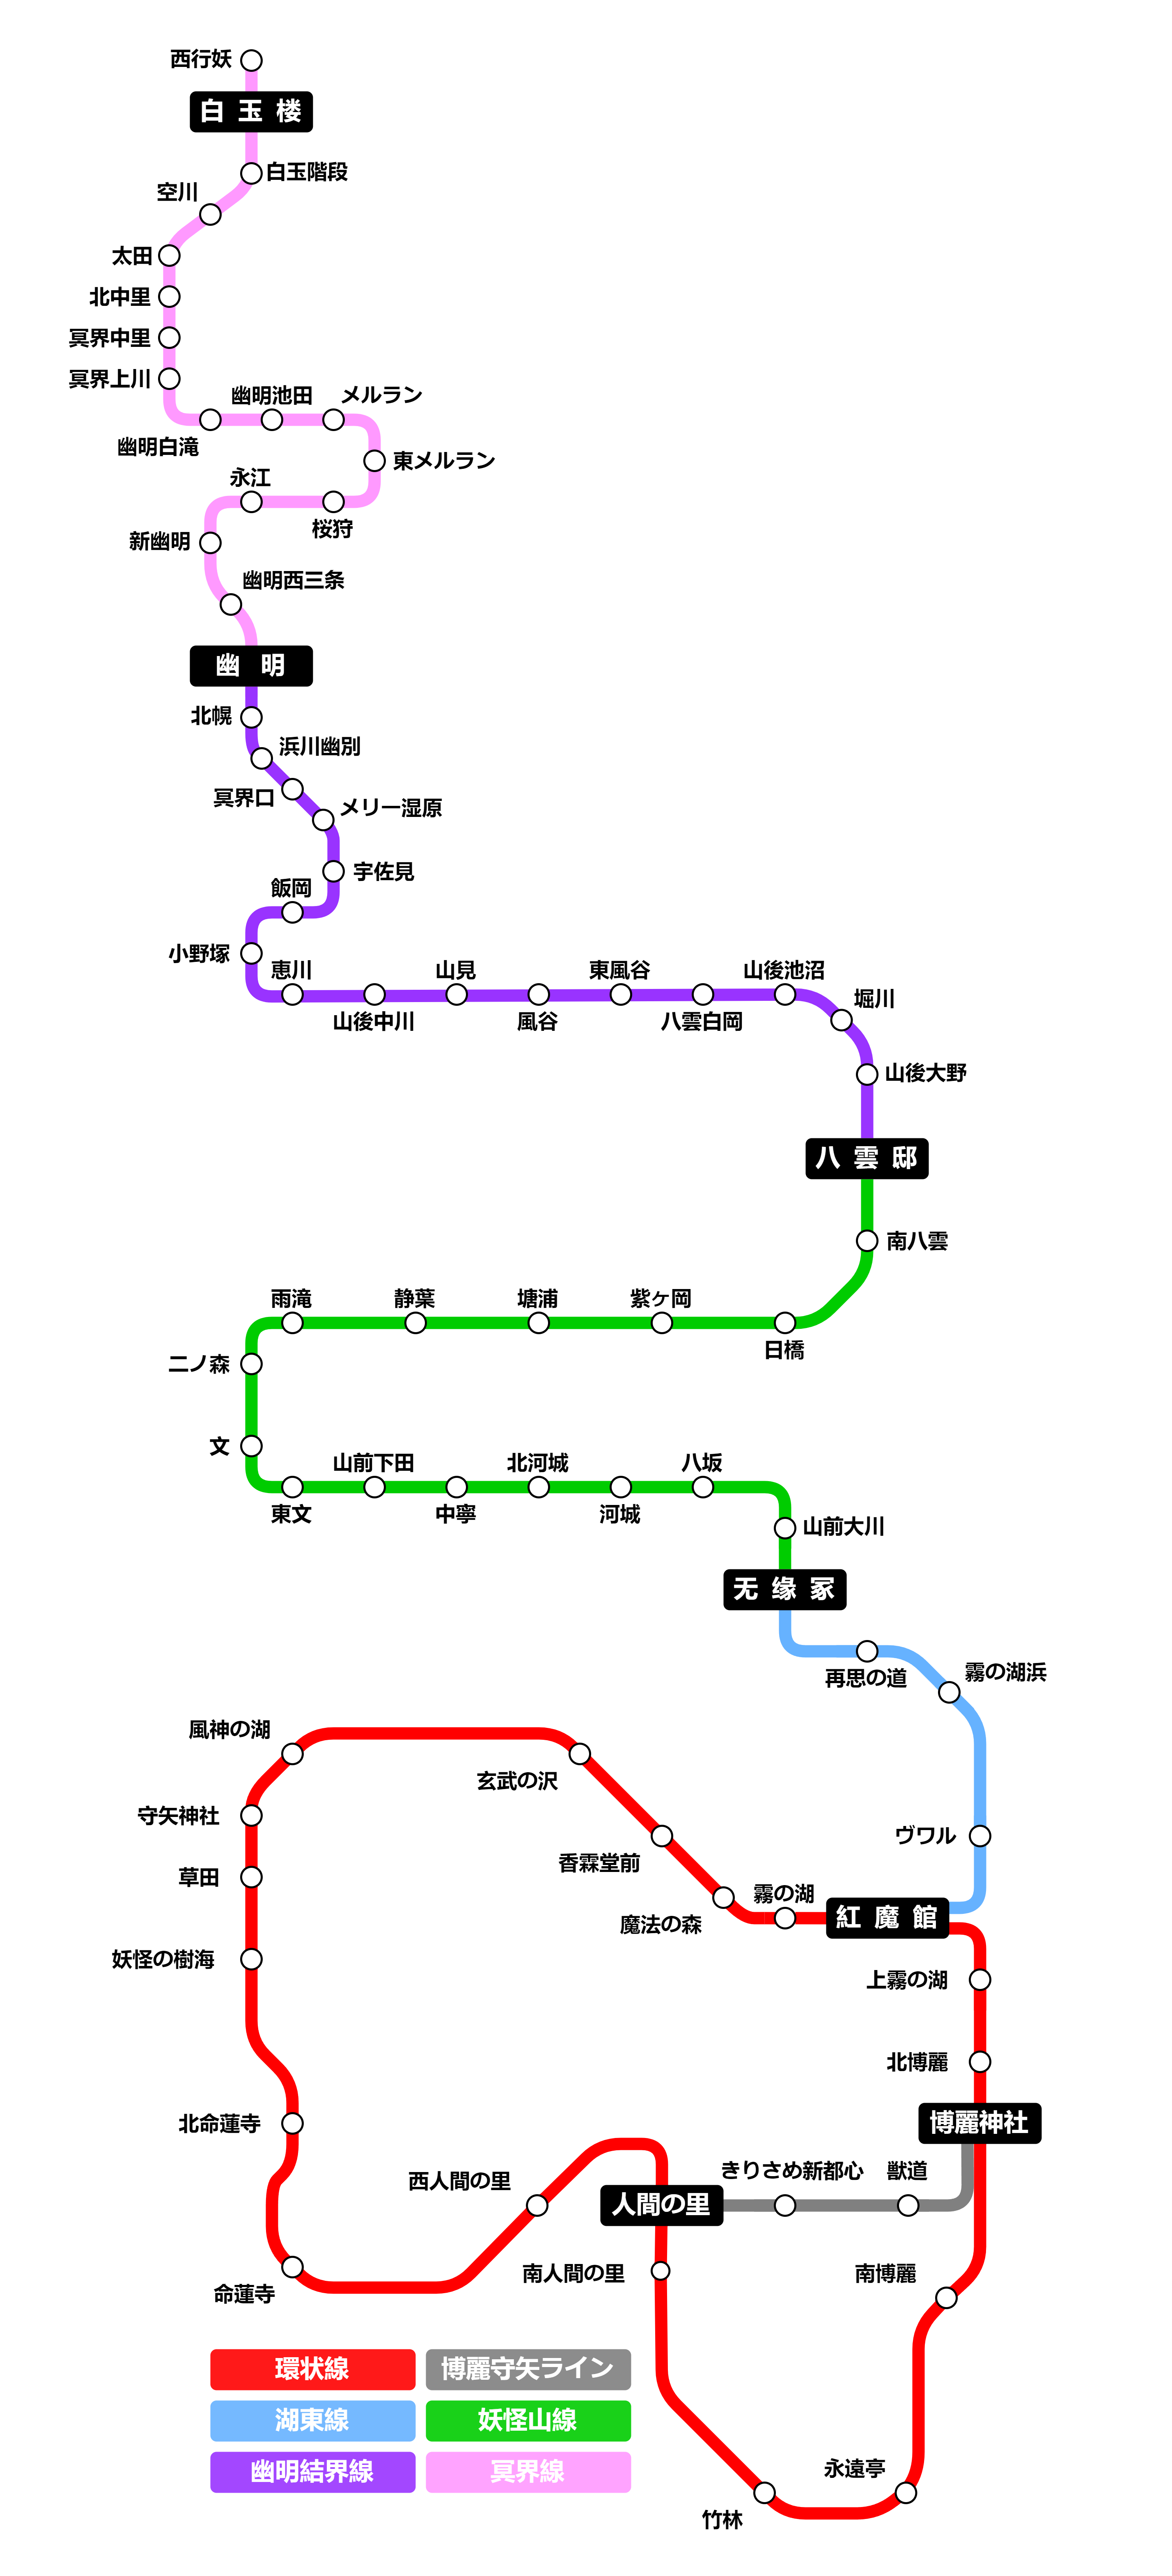 西行妖
白玉楼
白玉階段
空川
太田
北中里
冥界中里
冥界上川
幽明池田
メルラン
幽明白滝
東メルラン
永江
桜狩
新幽明
幽明西三条
幽明
北幌
浜川幽別
冥界口
メリー湿原
宇佐見
飯岡
小野塚
恵川
山見
東風谷
山後池沼
堀川
山後中川
風谷
八雲白岡
山後大野
八雲邸
南八雲
雨滝
静葉
塘浦
紫ヶ岡
日橋
二ノ森
文
山前下田
北河城
八坂
東文
中寧
河城
山前大川
无缘冢
再思の道
霧の湖浜
風神の湖
玄武の沢
守矢神社
ヴワル
香霖堂前
草田
霧の湖
紅魔館
魔法の森
妖怪の樹海
上霧の湖
北博麗
北命蓮寺
博麗神社
西人間の里
きりさめ新都心
獣道
人間の里
南人間の里
南博麗
命蓮寺
環状線
博麗守矢ライン
湖東線
妖怪山線
幽明結界線
冥界線
永遠亭
竹林